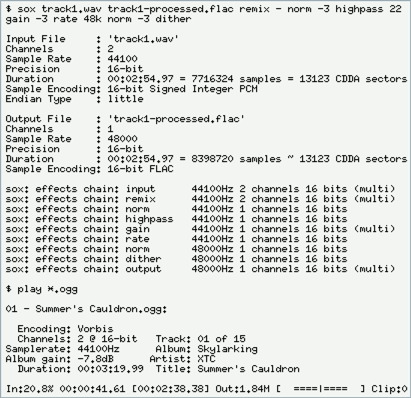 $ sox track1.wav track1-processed.flac remix - norm -3 highpass 22
gain -3 rate 48k norm -3 dither
Input File     : 'track1.wav'
Channels       : 2
Sample Rate    : 44100
Precision      : 16-bit
Duration       : 00:02:54.97 = 7716324 samples = 13123 CDDA sectors
Sample Encoding: 16-bit Signed Integer PCM
Endian Type    : little
Output File    : 'track1-processed.flac'
Channels       : 1
Sample Rate    : 48000
Precision      : 16-bit
Duration       : 00:02:54.97 = 8398720 samples ~ 13123 CDDA sectors
Sample Encoding: 16-bit FLAC
sox: effects chain: input      44100Hz 2 channels 16 bits (multi)
sox: effects chain: remix      44100Hz 2 channels 16 bits (multi)
sox: effects chain: norm       44100Hz 1 channels 16 bits
sox: effects chain: highpass   44100Hz 1 channels 16 bits
sox: effects chain: gain       44100Hz 1 channels 16 bits (multi)
sox: effects chain: rate       44100Hz 1 channels 16 bits
sox: effects chain: norm       48000Hz 1 channels 16 bits
sox: effects chain: dither     48000Hz 1 channels 16 bits
sox: effects chain: output     48000Hz 1 channels 16 bits (multi)
$ play *.ogg
01 - Summer's Cauldron.ogg:
Encoding: Vorbis
Channels: 2 @ 16-bit   Track: 01 of 15
Samplerate: 44100Hz      Album: Skylarking
Album gain: -7.8dB      Artist: XTC
Duration: 00:03:19.99  Title: Summer's Cauldron
In:20.8% 00:00:41.61 [00:02:38.38] Out:1.84M [  ====|====  ] Clip:0